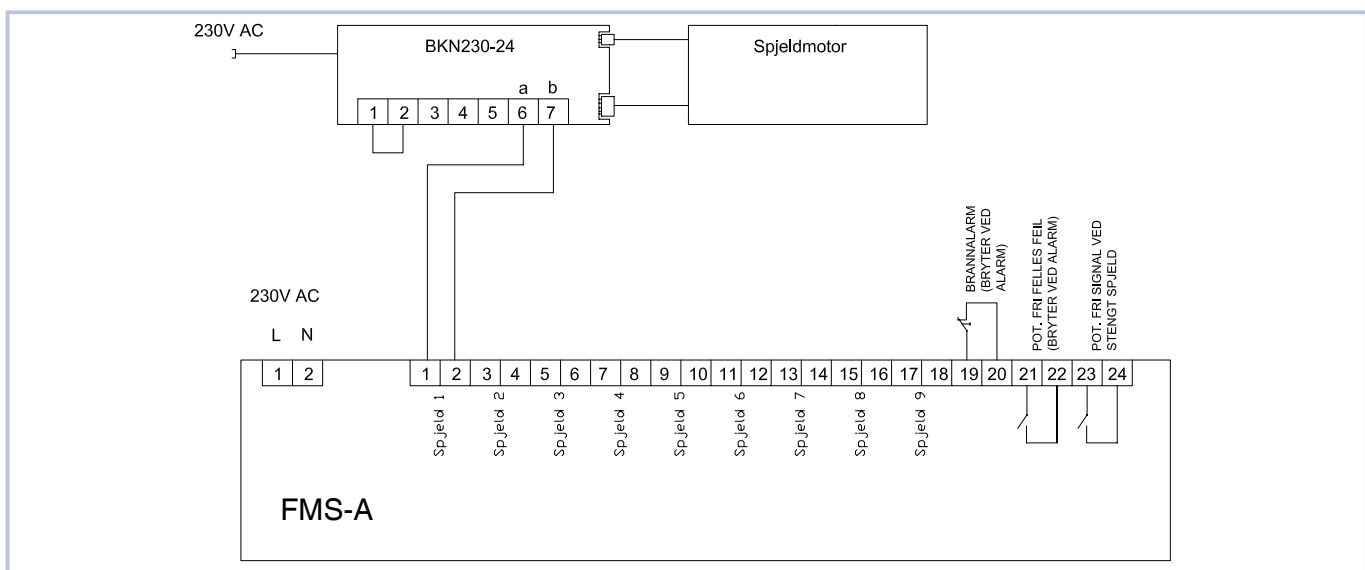 230V AC
BKN230-24
Spjeldmotor
a b
1 2 3 4 5 6 7
BRANNALARM
(BRYTER VED
ALARM)
POT. FRI FELLES FEIL
(BRYTER VED ALARM)
POT. FRI SIGNAL VED
STENGT SPJELD
230V AC
L N
1 2
1 2 3 4 5 6 7 8 9 10 11 12 13 14 15 16 17 18 19 20 21 22 23 24
Spjeld 1
Spjeld 2
Spjeld 3
Spjeld 4
Spjeld 5
Spjeld 6
Spjeld 7
Spjeld 8
Spjeld 9
FMS-A